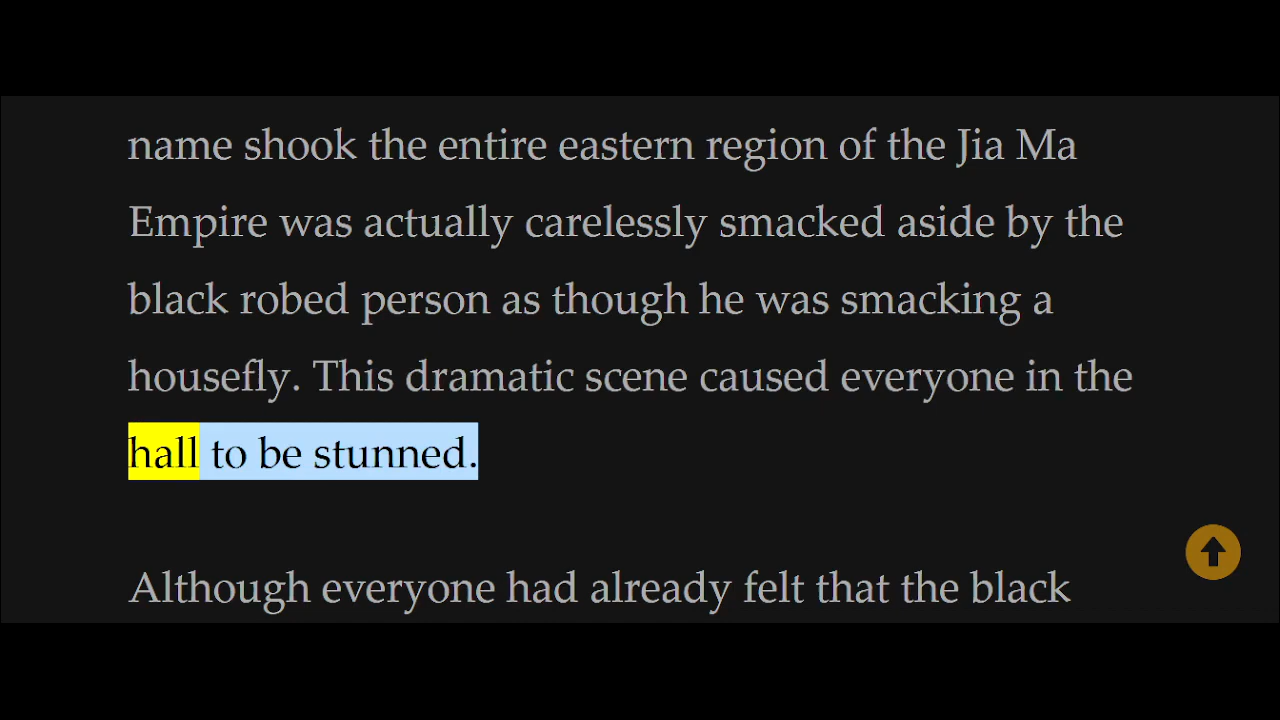 name shook the entire eastern region of the Jia Ma
Empire was actually carelessly smacked aside by the
black robed person as though he was smacking a
housefly. This dramatic scene caused everyone in the
hall to be stunned.
Although everyone had already felt that the black